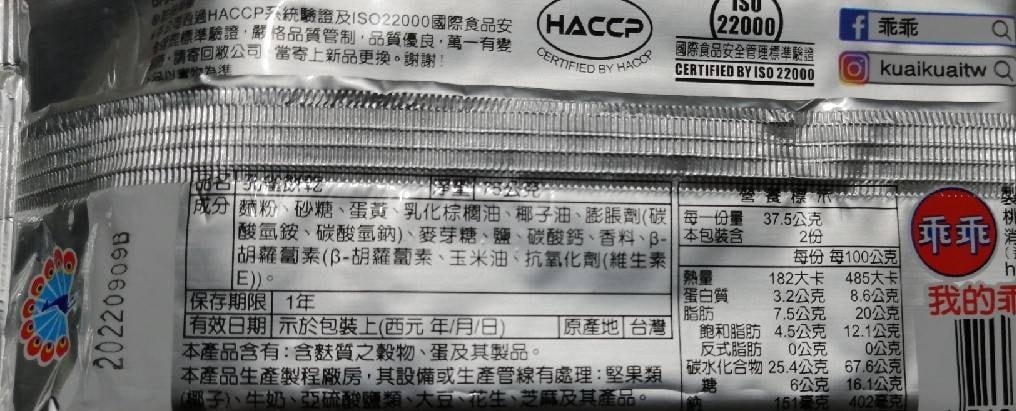 過HACCP系統驗證及ISO22000國際食品安
標準驗證，嚴格品質管制，品質優良，萬一有變
請寄回敝公司，當寄上新品更換。謝謝！
HACCP
CERTIFIED BY HACCP
ISO
22000
國際食品安全管理標準驗證
CERTIFIED BY ISO 22000
乖乖
kuaikuaitw
品名
淨重 75公克
成分 麵粉、砂糖、蛋黃、乳化棕櫚油、椰子油、膨脹劑(碳
酸氫銨、碳酸氫鈉)、麥芽糖、鹽、碳酸鈣、香料、β-
胡蘿蔔素(β-胡蘿蔔素、玉米油、抗氧化劑(維生素
E))。
保存期限 1年
有效日期 示於包裝上(西元 年/月/日) 原產地 台灣
本產品含有：含麩質之穀物、蛋及其製品。
本產品生產製程廠房，其設備或生產管線有處理：堅果類
(椰子)、牛奶、亞硫酸鹽類、大豆、花生、芝麻及其產品。
營養標示
每一份量 37.5公克
本包裝含 2份
每份 每100公克
熱量 182大卡 485大卡
蛋白質 3.2公克 8.6公克
脂肪 7.5公克 20公克
飽和脂肪 4.5公克 12.1公克
反式脂肪 0公克 0公克
碳水化合物 25.4公克 67.6公克
糖 6公克 16.1公克
鈉 151毫克 402毫克
乖乖
我的乖
20220909B